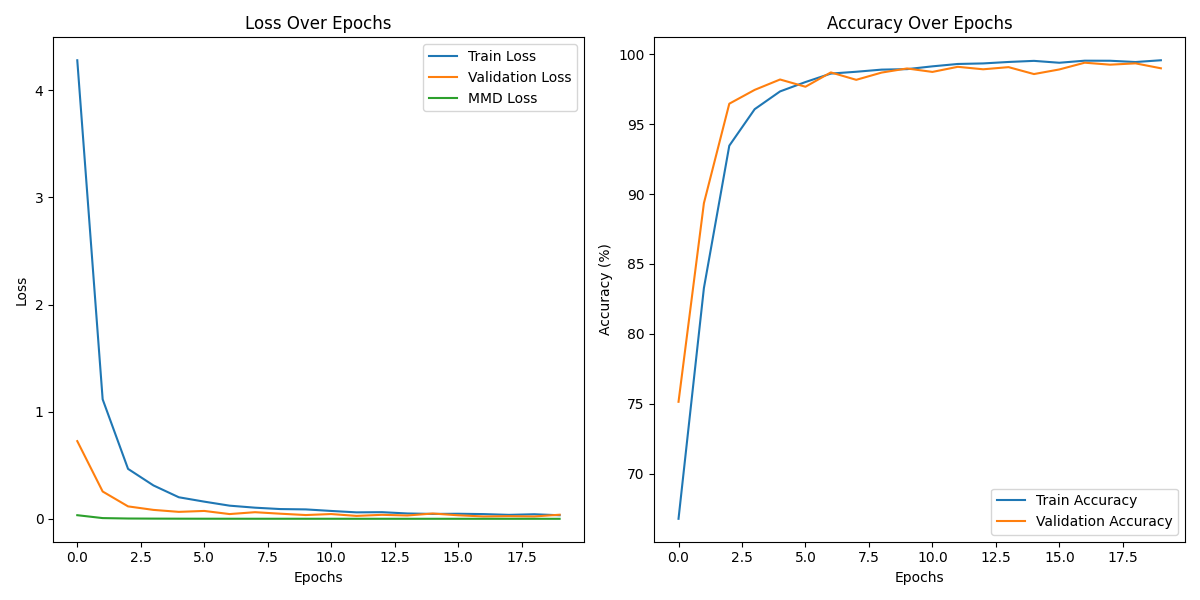 Loss Over Epochs
Train Loss
Validation Loss
MMD Loss
4
3
2
1
0
Loss
0.0 2.5 5.0 7.5 10.0 12.5 15.0 17.5
Epochs
Accuracy Over Epochs
100
95
90
85
80
75
70
Accuracy (%)
Train Accuracy
Validation Accuracy
0.0 2.5 5.0 7.5 10.0 12.5 15.0 17.5
Epochs